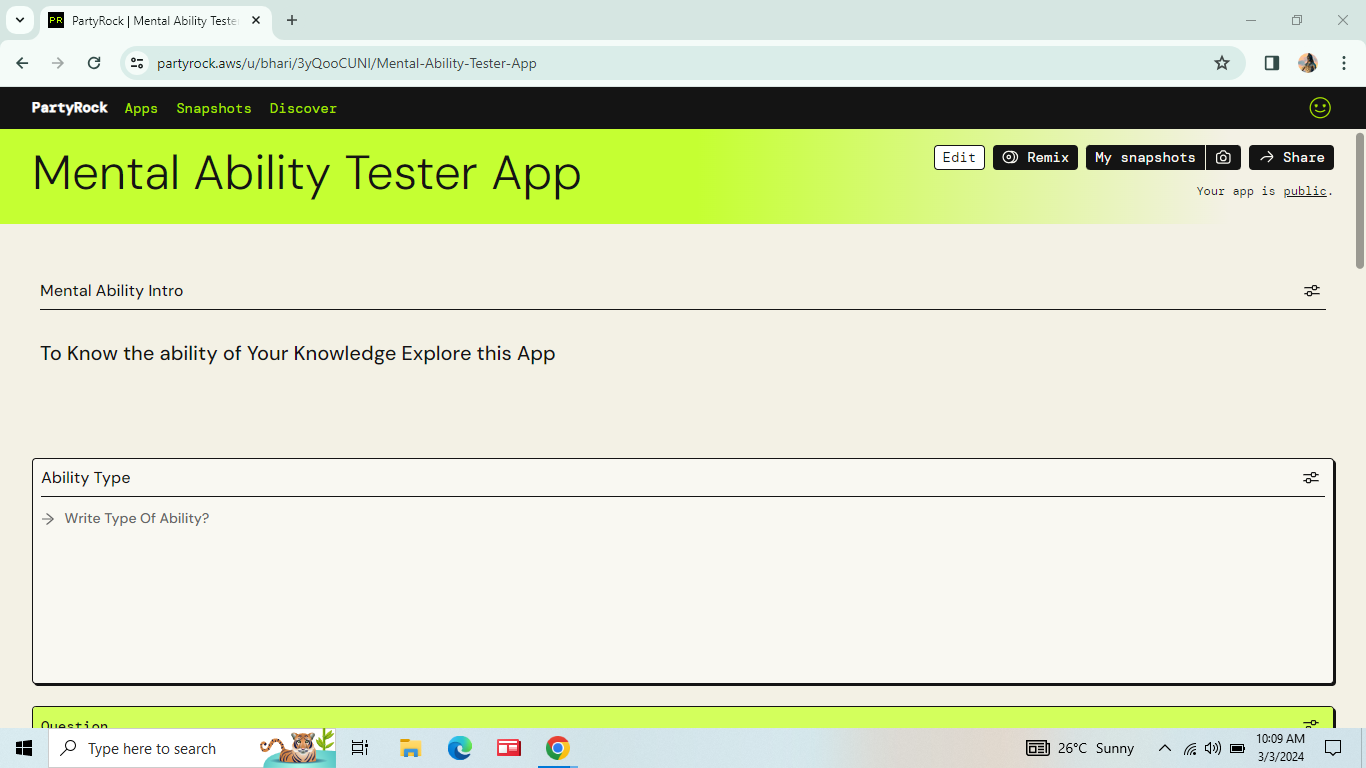 PR PartyRock | Mental Ability Teste
partyrock.aws/u/bhari/3yQooCUNI/Mental-Ability-Tester-App
PartyRock Apps Snapshots Discover
Mental Ability Tester App
Edit Remix My snapshots Share
Your app is public.
Mental Ability Intro
To Know the ability of Your Knowledge Explore this App
Ability Type
Write Type Of Ability?
Question
Type here to search
26°C Sunny
10:09 AM
3/3/2024